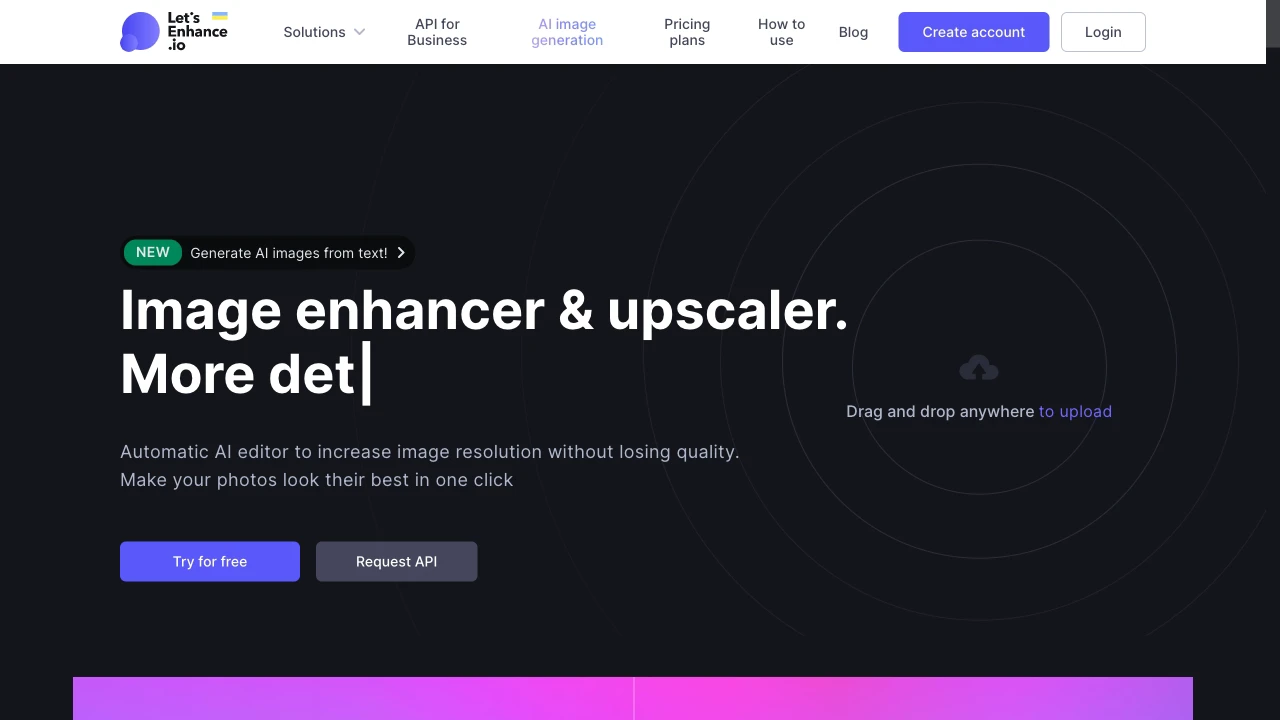 Let's
Enhance
.io
Solutions
API for
Business
AI image
generation
Pricing
plans
How to
use
Blog
Create account
Login
NEW Generate AI images from text!
Image enhancer & upscaler.
More det
Drag and drop anywhere to upload
Automatic AI editor to increase image resolution without losing quality.
Make your photos look their best in one click
Try for free
Request API